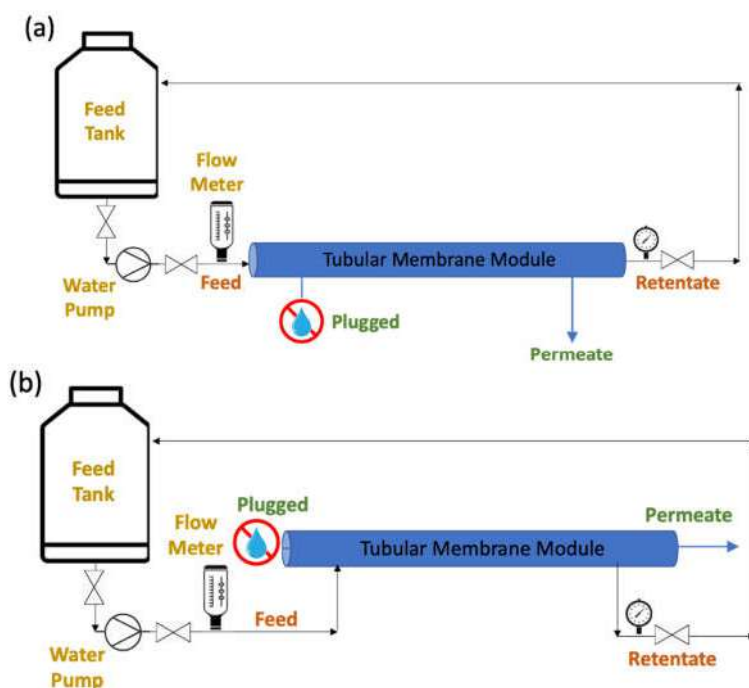 (a)
Feed
Tank
Flow
Meter
Tubular Membrane Module
Water
Pump
Feed
Retentate
Plugged
Permeate
(b)
Feed
Tank
Plugged
Flow
Meter
Permeate
Tubular Membrane Module
Feed
Water
Pump
Retentate